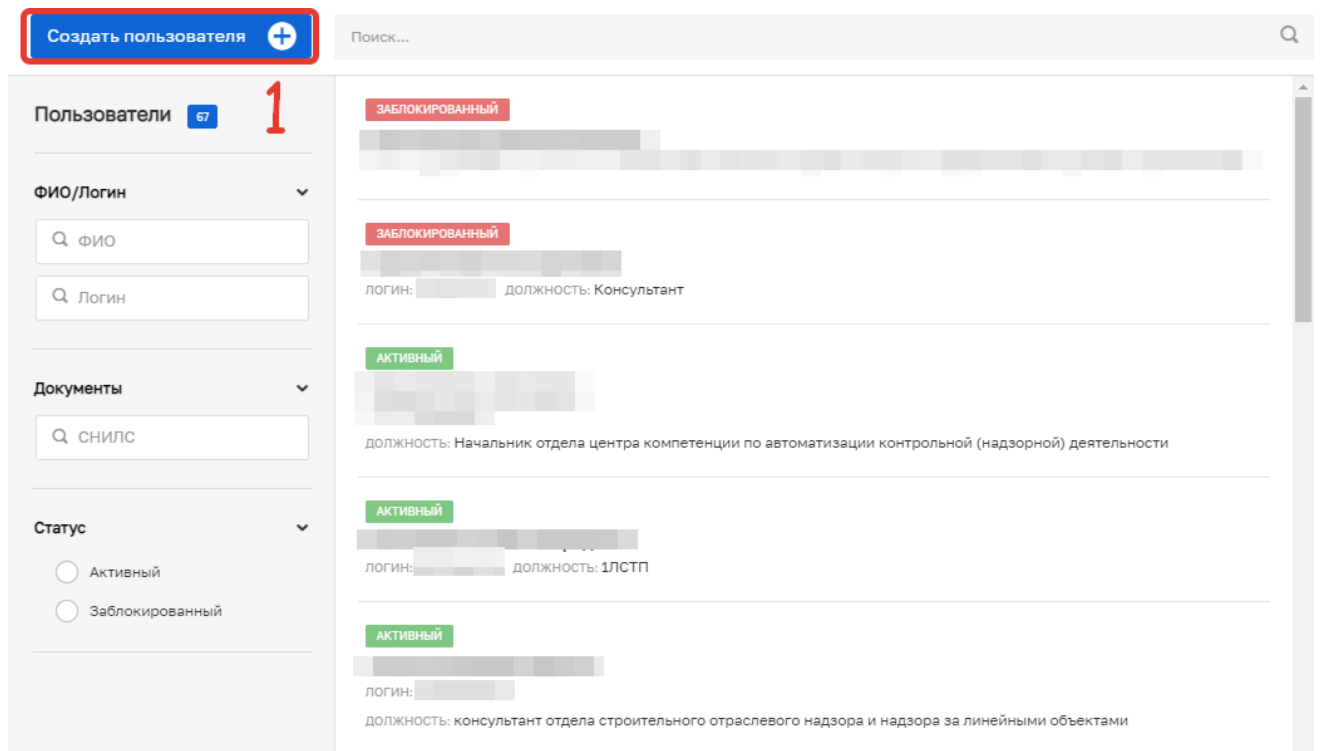 Создать пользователя
Поиск...
1
Пользователи 67
ФИО/Логин
ФИО
Логин
Документы
СНИЛС
Статус
Активный
Заблокированный
ЗАБЛОКИРОВАННЫЙ
ЗАБЛОКИРОВАННЫЙ
ЛОГИН: ДОЛЖНОСТЬ: Консультант
АКТИВНЫЙ
ДОЛЖНОСТЬ: Начальник отдела центра компетенции по автоматизации контрольной (надзорной) деятельности
АКТИВНЫЙ
ЛОГИН: ДОЛЖНОСТЬ: 1ЛСТП
АКТИВНЫЙ
ЛОГИН:
ДОЛЖНОСТЬ: консультант отдела строительного отраслевого надзора и надзора за линейными объектами